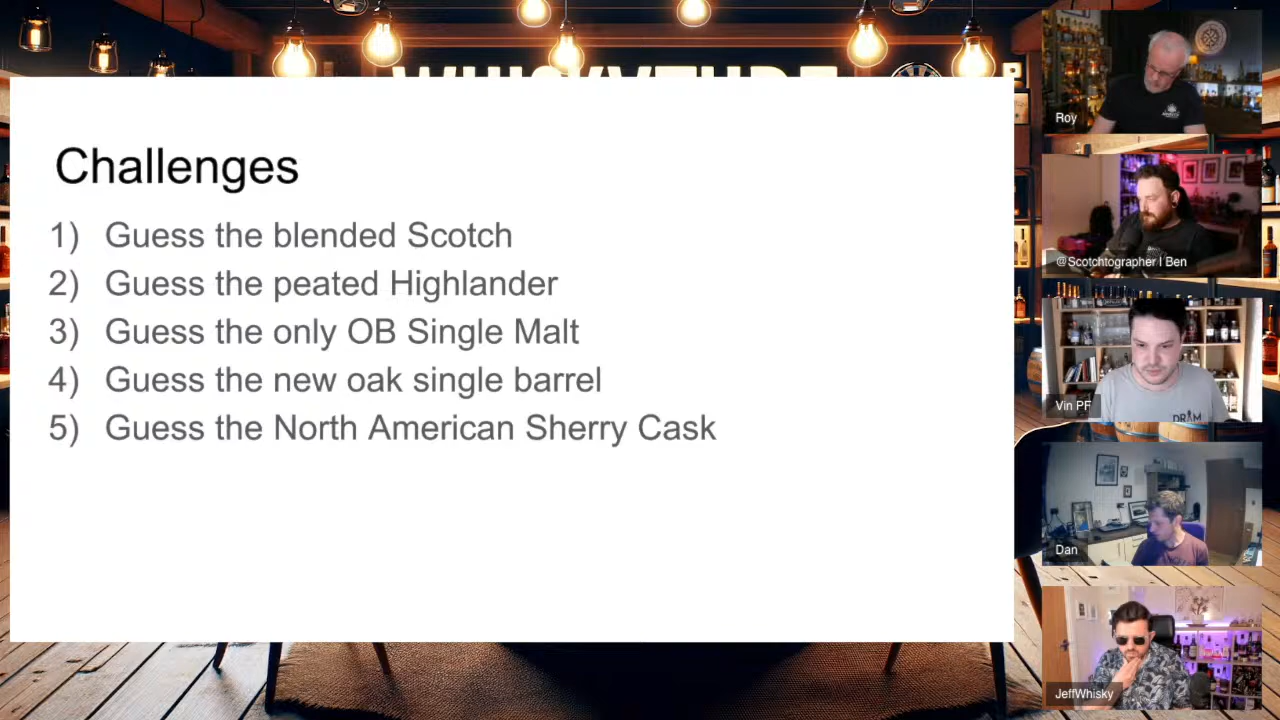 Challenges
1) Guess the blended Scotch
2) Guess the peated Highlander
3) Guess the only OB Single Malt
4) Guess the new oak single barrel
5) Guess the North American Sherry Cask
Roy
@Scotchtographer | Ben
Vin PF
DRAM
Dan
JeffWhisky